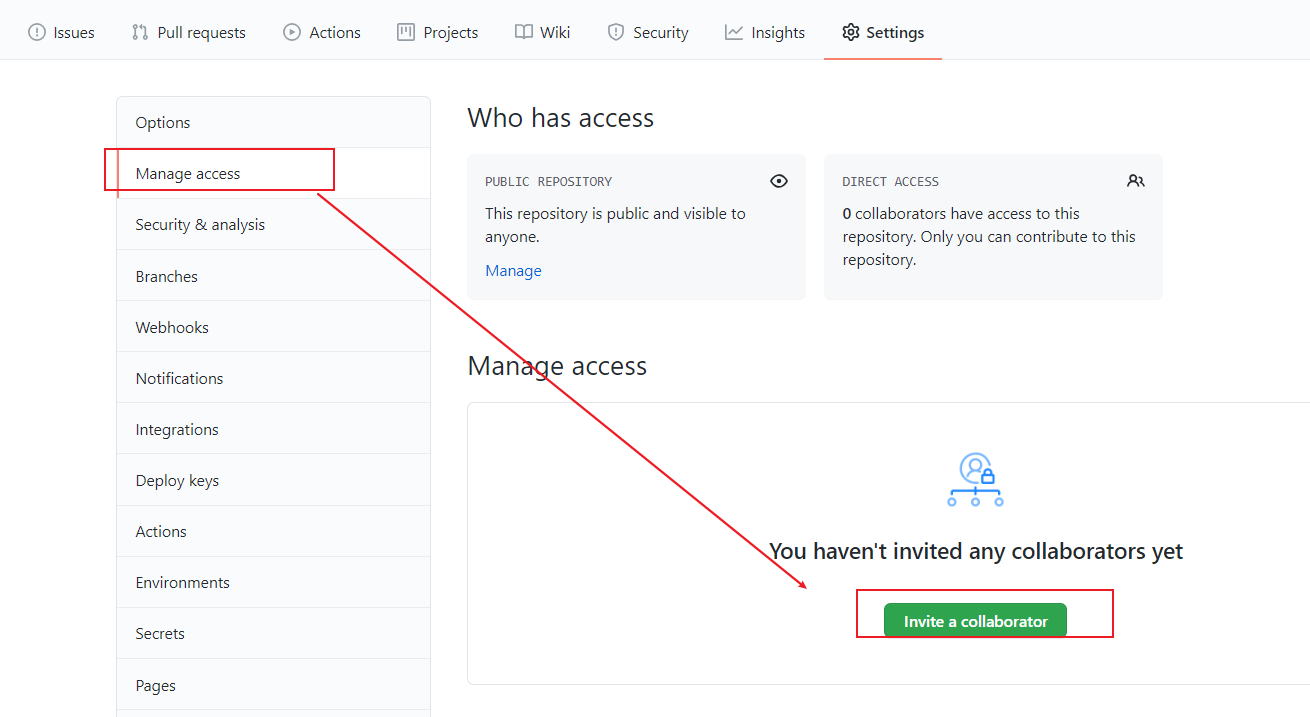 Issues
Pull requests
Actions
Projects
Wiki
Security
Insights
Settings
Options
Manage access
Security & analysis
Branches
Webhooks
Notifications
Integrations
Deploy keys
Actions
Environments
Secrets
Pages
Who has access
PUBLIC REPOSITORY
This repository is public and visible to
anyone.
Manage
DIRECT ACCESS
0 collaborators have access to this
repository. Only you can contribute to this
repository.
Manage access
You haven't invited any collaborators yet
Invite a collaborator